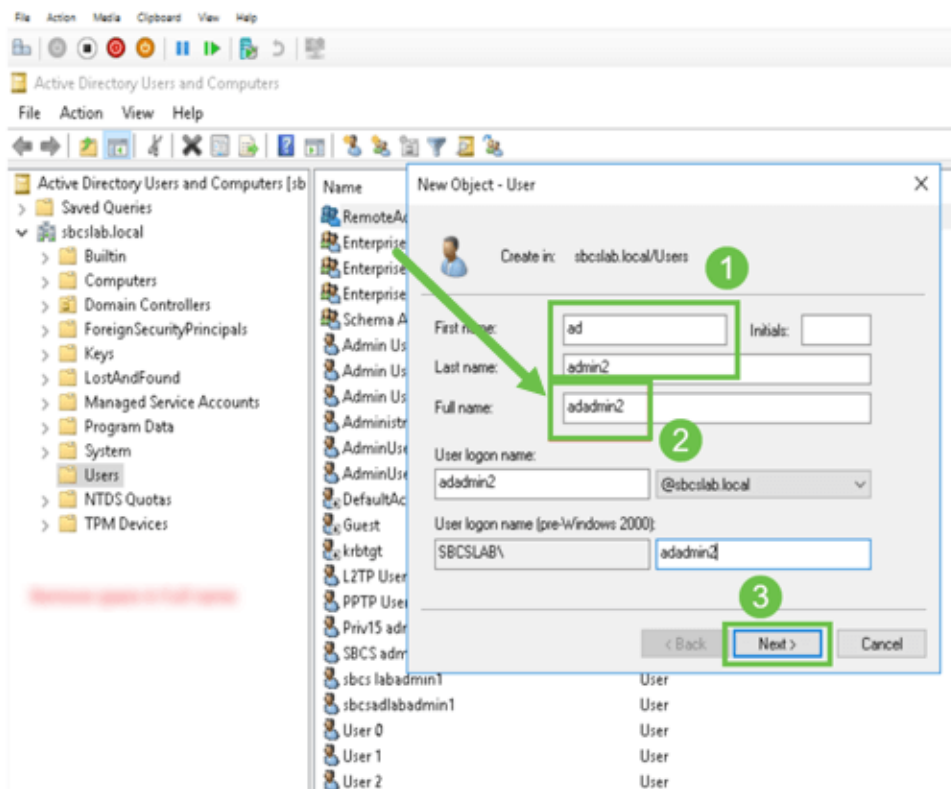 File Action Media Clipboard View Help
Active Directory Users and Computers
File Action View Help
Active Directory Users and Computers [sb
Saved Queries
sbcslab.local
Builtin
Computers
Domain Controllers
ForeignSecurityPrincipals
Keys
LostAndFound
Managed Service Accounts
Program Data
System
Users
NTDS Quotas
TPM Devices
Remove space in Full name
Name
RemoteAc
Enterprise
Enterprise
Enterprise
Schema A
Admin Us
Admin Us
Admin Us
Administr
AdminUse
AdminUse
DefaultAc
Guest
krbtgt
L2TP User
PPTP User
Priv15 adr
SBCS adm
sbcs labadmin1 User
sbcsadlabadmin1 User
User 0 User
User 1 User
User 2 User
New Object - User
Create in: sbcslab.local/Users
1
First name: ad Initials:
Last name: admin2
Full name: adadmin2
2
User logon name:
adadmin2 @sbcslab.local
User logon name (pre-Windows 2000):
SBCSLAB\ adadmin2
3
< Back Next > Cancel